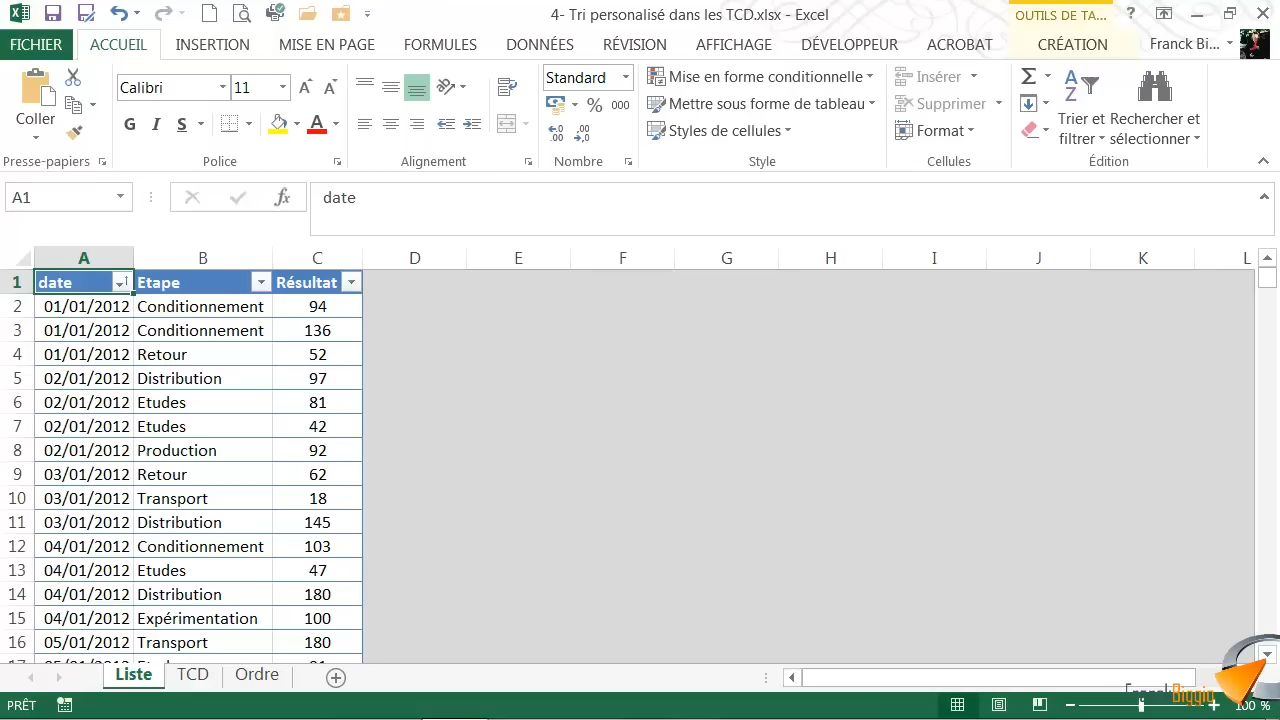 4- Tri personalisé dans les TCD.xlsx - Excel
OUTILS DE TA...
?
FICHIER ACCUEIL INSERTION MISE EN PAGE FORMULES DONNÉES RÉVISION AFFICHAGE DÉVELOPPEUR ACROBAT CRÉATION Franck Bi...
Coller
Presse-papiers
Calibri 11
G I S
Police
Alignement
Standard
% 000
Nombre
Mise en forme conditionnelle
Mettre sous forme de tableau
Styles de cellules
Style
Insérer
Supprimer
Format
Cellules
Trier et filtrer
Rechercher et sélectionner
Édition
A1 fx date
A B C D E F G H I J K L
1 date Etape Résultat
2 01/01/2012 Conditionnement 94
3 01/01/2012 Conditionnement 136
4 01/01/2012 Retour 52
5 02/01/2012 Distribution 97
6 02/01/2012 Etudes 81
7 02/01/2012 Etudes 42
8 02/01/2012 Production 92
9 03/01/2012 Retour 62
10 03/01/2012 Transport 18
11 03/01/2012 Distribution 145
12 04/01/2012 Conditionnement 103
13 04/01/2012 Etudes 47
14 04/01/2012 Distribution 180
15 04/01/2012 Expérimentation 100
16 05/01/2012 Transport 180
Liste TCD Ordre
PRÊT
100 %